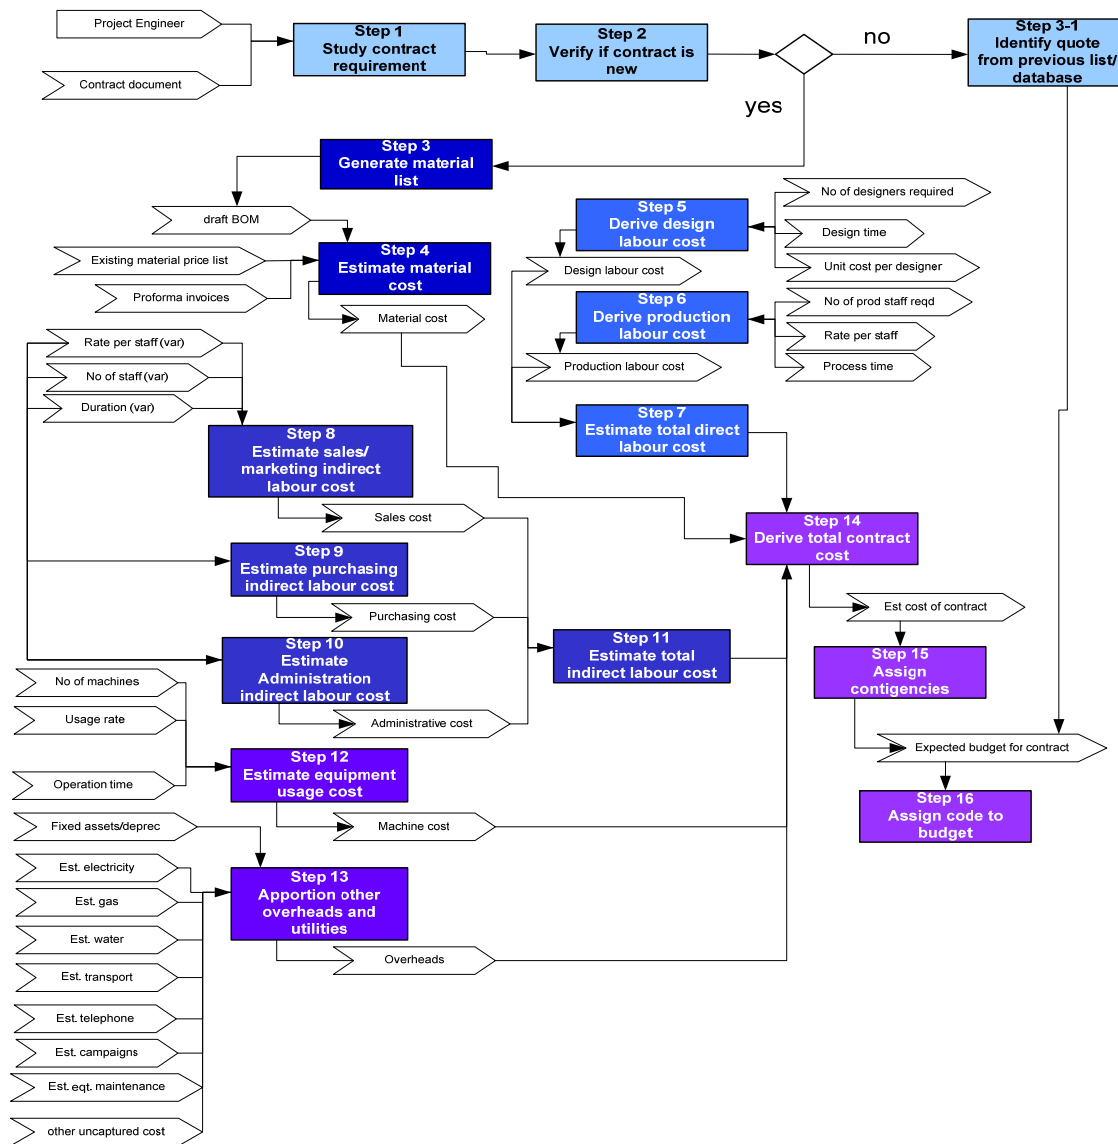 Project Engineer
Contract document
Step 1
Study contract
requirement
Step 2
Verify if contract is
new
no
yes
Step 3-1
Identify quote
from previous list/
database
Step 3
Generate material
list
draft BOM
Existing material price list
Proforma invoices
Step 4
Estimate material
cost
Material cost
Step 5
Derive design
labour cost
No of designers required
Design time
Unit cost per designer
Design labour cost
Step 6
Derive production
labour cost
No of prod staff reqd
Rate per staff
Process time
Production labour cost
Step 7
Estimate total direct
labour cost
Rate per staff (var)
No of staff (var)
Duration (var)
Step 8
Estimate sales/
marketing indirect
labour cost
Sales cost
Step 9
Estimate purchasing
indirect labour cost
Purchasing cost
Step 10
Estimate
Administration
indirect labour cost
Administrative cost
Step 11
Estimate total
indirect labour cost
No of machines
Usage rate
Operation time
Step 12
Estimate equipment
usage cost
Machine cost
Fixed assets/deprec
Est. electricity
Est. gas
Est. water
Est. transport
Est. telephone
Est. campaigns
Est. eqt. maintenance
other uncaptured cost
Step 13
Apportion other
overheads and
utilities
Overheads
Step 14
Derive total contract
cost
Est cost of contract
Step 15
Assign
contigencies
Expected budget for contract
Step 16
Assign code to
budget